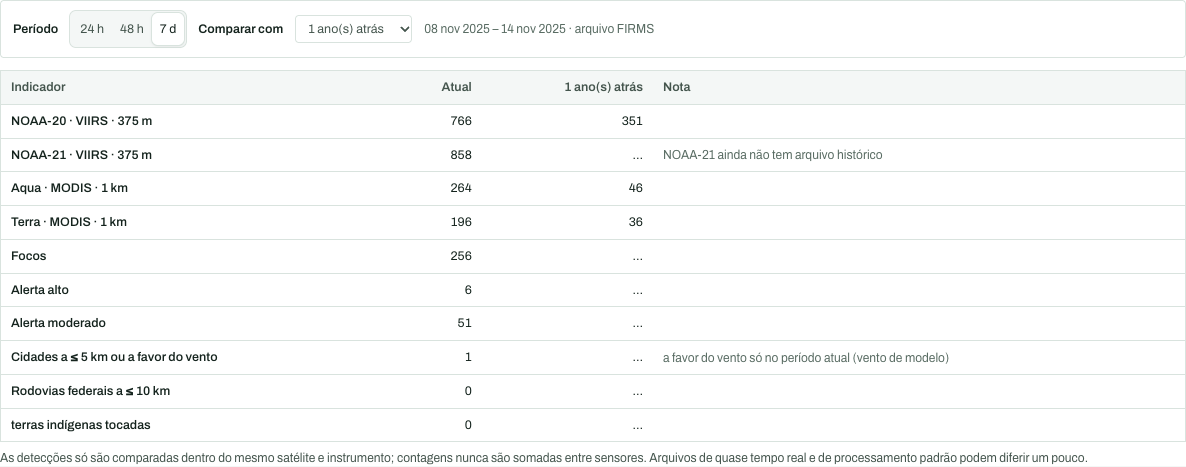 Período 24 h 48 h 7 d Comparar com 1 ano(s) atrás 08 nov 2025 – 14 nov 2025 · arquivo FIRMS
Indicador Atual 1 ano(s) atrás Nota
NOAA-20 · VIIRS · 375 m 766 351
NOAA-21 · VIIRS · 375 m 858 ... NOAA-21 ainda não tem arquivo histórico
Aqua · MODIS · 1 km 264 46
Terra · MODIS · 1 km 196 36
Focos 256 ...
Alerta alto 6 ...
Alerta moderado 51 ...
Cidades a ≤ 5 km ou a favor do vento 1 ... a favor do vento só no período atual (vento de modelo)
Rodovias federais a ≤ 10 km 0 ...
terras indígenas tocadas 0 ...
As detecções só são comparadas dentro do mesmo satélite e instrumento; contagens nunca são somadas entre sensores. Arquivos de quase tempo real e de processamento padrão podem diferir um pouco.